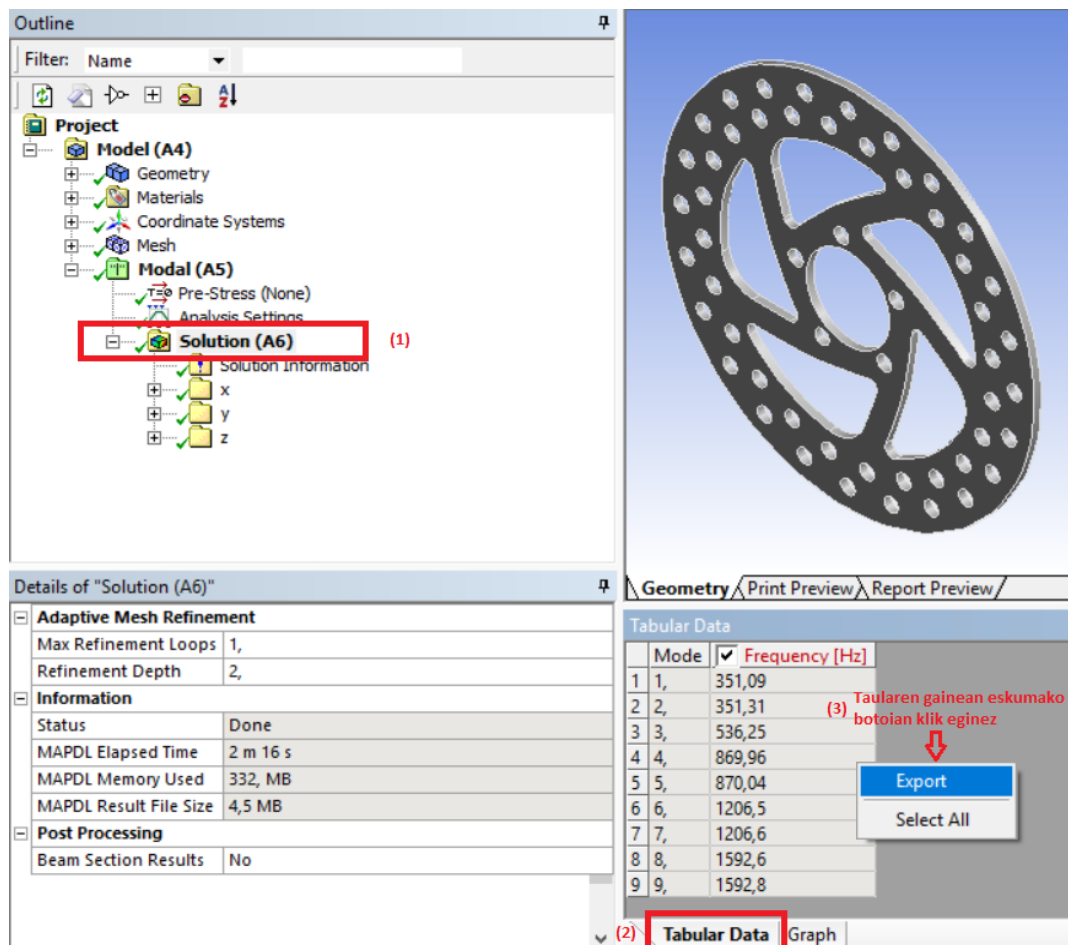 Outline
Filter: Name
Project
Model (A4)
Geometry
Materials
Coordinate Systems
Mesh
Modal (A5)
Pre-Stress (None)
Analysis Settings
Solution (A6) (1)
Solution Information
x
y
z
Details of "Solution (A6)"
Adaptive Mesh Refinement
Max Refinement Loops 1,
Refinement Depth 2,
Information
Status Done
MAPDL Elapsed Time 2 m 16 s
MAPDL Memory Used 332, MB
MAPDL Result File Size 4,5 MB
Post Processing
Beam Section Results No
Geometry Print Preview Report Preview
Tabular Data
Mode Frequency [Hz]
1 1, 351,09
2 2, 351,31
3 3, 536,25
4 4, 869,96
5 5, 870,04
6 6, 1206,5
7 7, 1206,6
8 8, 1592,6
9 9, 1592,8
(3) Taularen gainean eskumako
botoian klik eginez
Export
Select All
(2) Tabular Data Graph